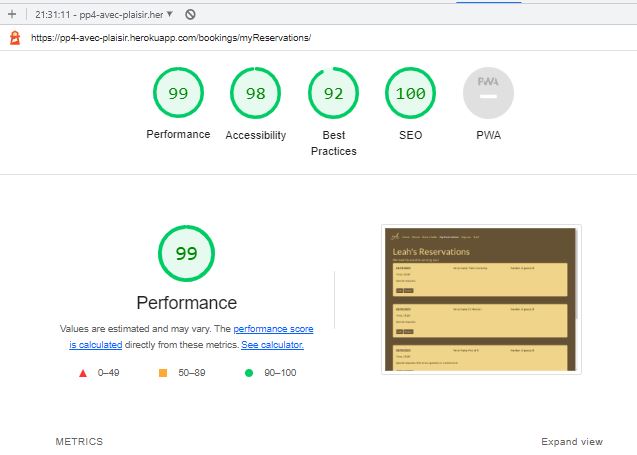 21:31:11 - pp4-avec-plaisir.her
https://pp4-avec-plaisir.herokuapp.com/bookings/myReservations/
99 98 92 100 PWA
Performance Accessibility Best Practices SEO PWA
99
Performance
Values are estimated and may vary. The performance score
is calculated directly from these metrics. See calculator.
0–49 50–89 90–100
Leah's Reservations
METRICS Expand view